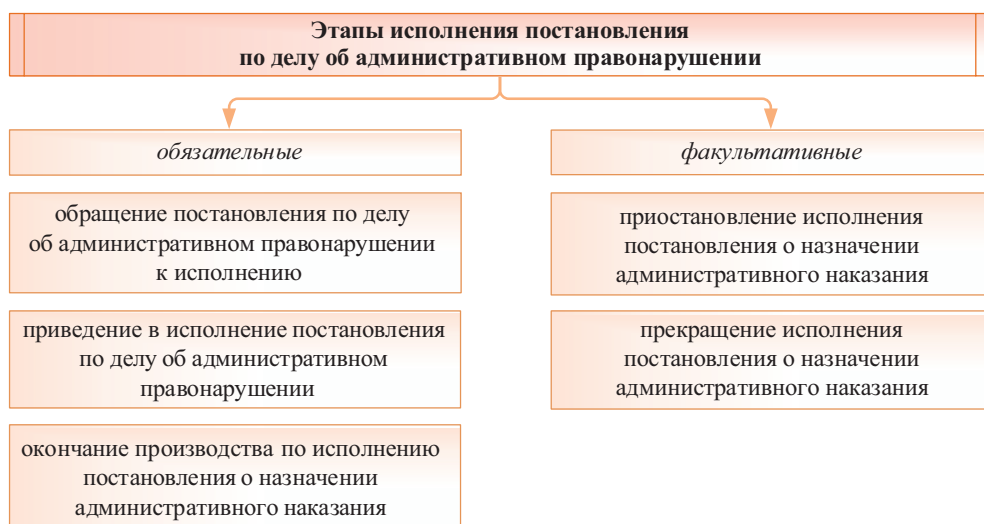 Этапы исполнения постановления
по делу об административном правонарушении
обязательные
обращение постановления по делу
об административном правонарушении
к исполнению
приведение в исполнение постановления
по делу об административном
правонарушении
окончание производства по исполнению
постановления о назначении
административного наказания
факультативные
приостановление исполнения
постановления о назначении
административного наказания
прекращение исполнения
постановления о назначении
административного наказания